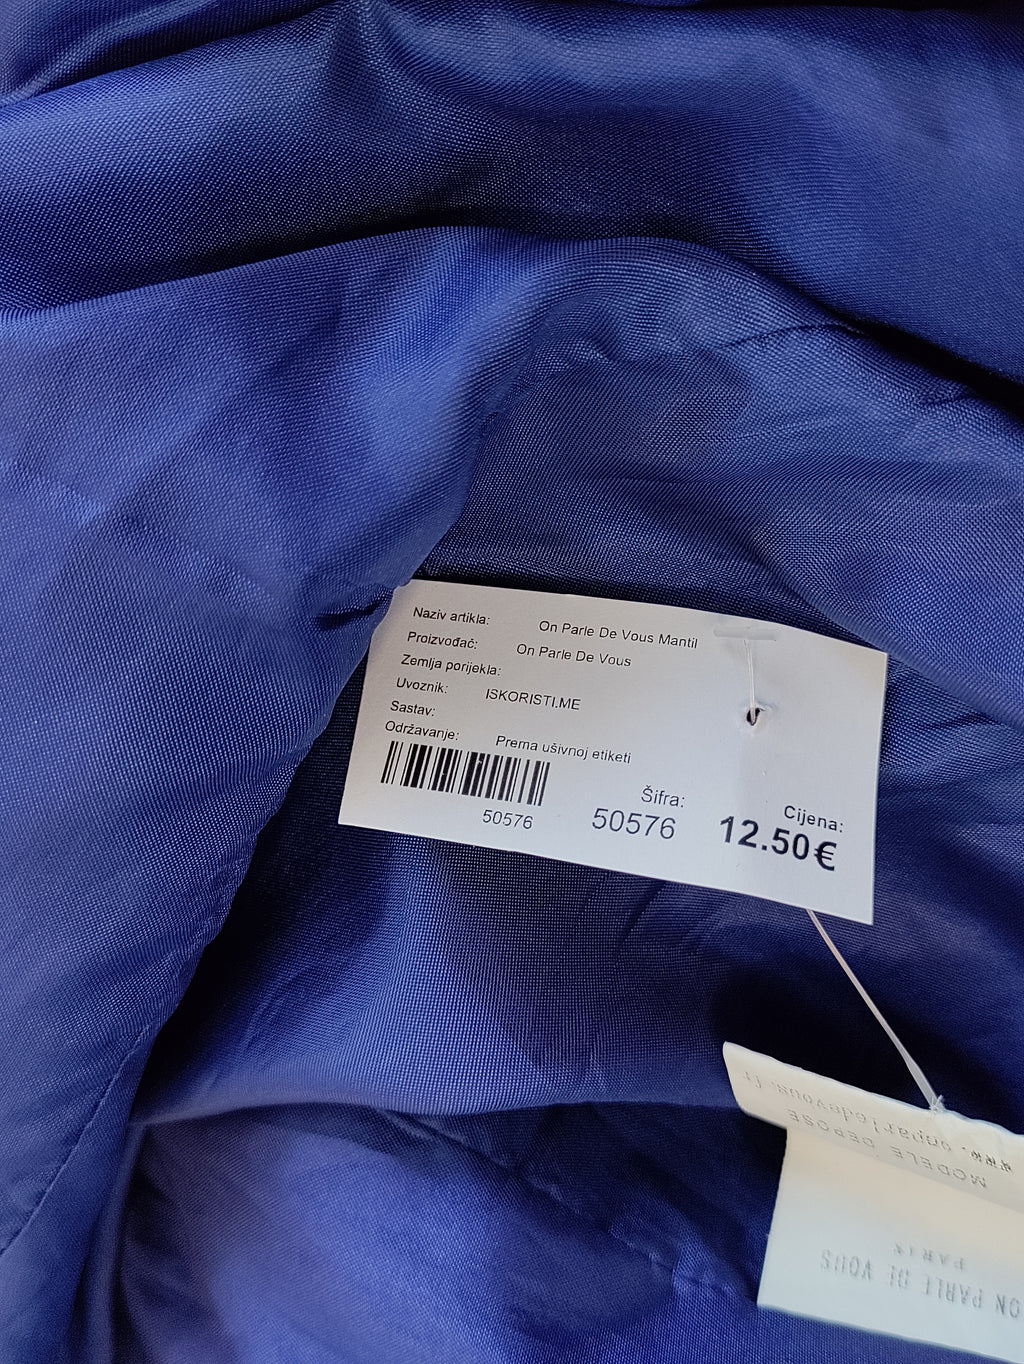 Naziv artikla: On Parle De Vous Mantil
Proizvođač: On Parle De Vous
Zemlja porijekla:
Uvoznik: ISKORISTI.ME
Sastav:
Održavanje: Prema ušivnoj etiketi
50576
Šifra:
50576
Cijena:
12.50€
www.onparledevous.fr
MODELE DEPOSE
PARIS
ON PARLE DE VOUS